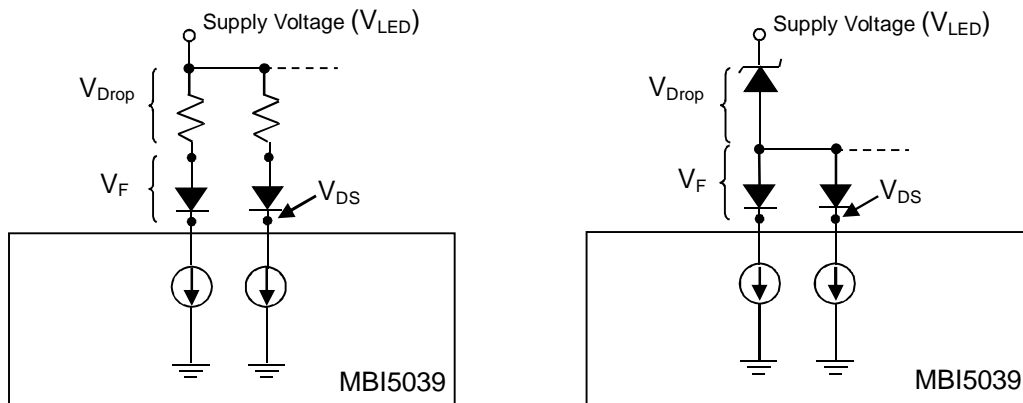 Supply Voltage (VLED)
VDrop
VF
VDS
MBI5039
Supply Voltage (VLED)
VDrop
VF
VDS
MBI5039